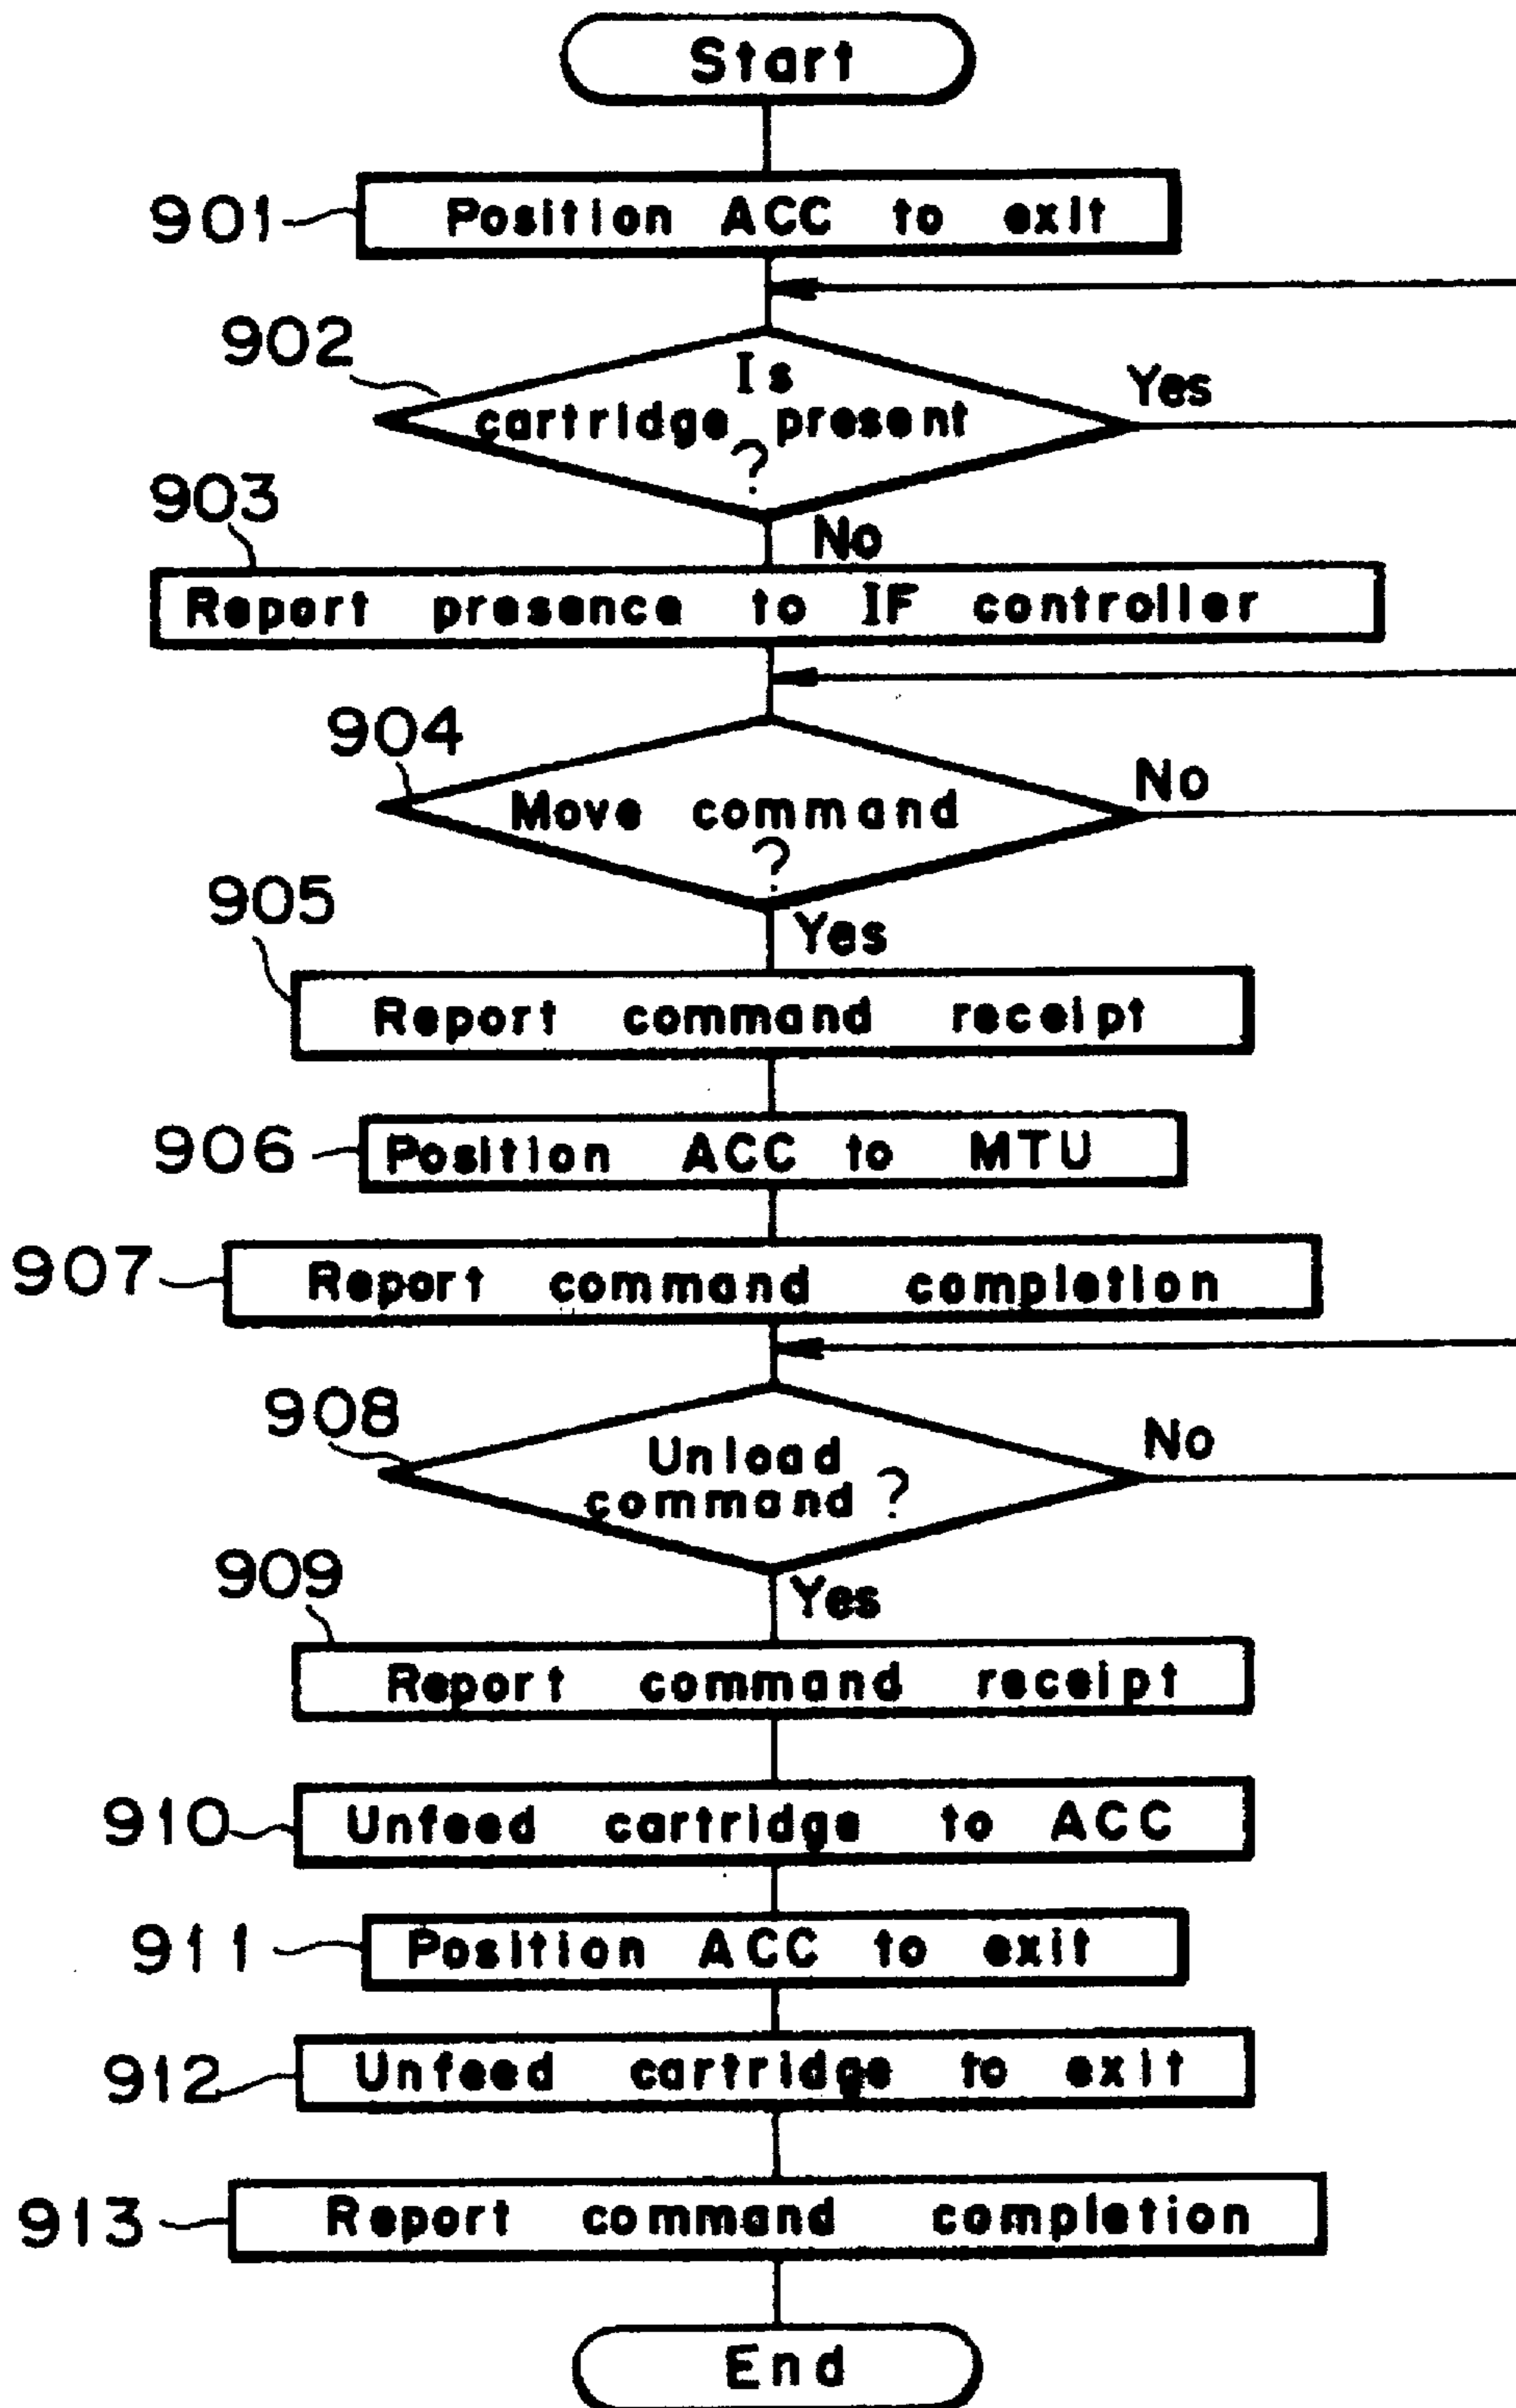 Start
901
Position ACC to exit
902
Is
cartridge present
?
Yes
No
903
Report presence to IF controller
904
Move command
?
No
Yes
905
Report command receipt
906
Position ACC to MTU
907
Report command completion
908
Unload
command ?
No
Yes
909
Report command receipt
910
Unfeed cartridge to ACC
911
Position ACC to exit
912
Unfeed cartridge to exit
913
Report command completion
End